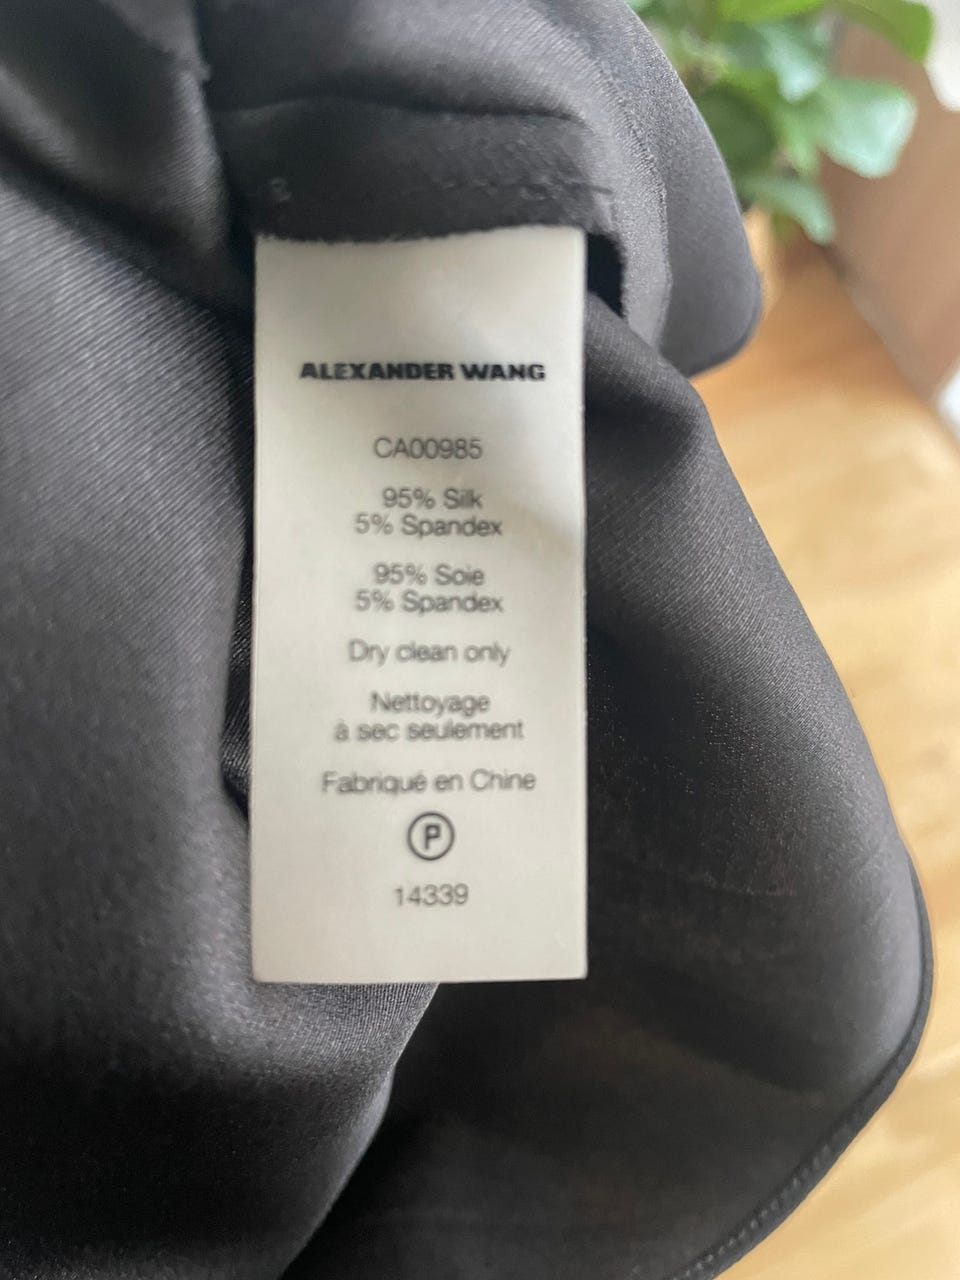 ALEXANDER WANG
CA00985
95% Silk
5% Spandex
95% Soie
5% Spandex
Dry clean only
Nettoyage
à sec seulement
Fabriqué en Chine
P
14339